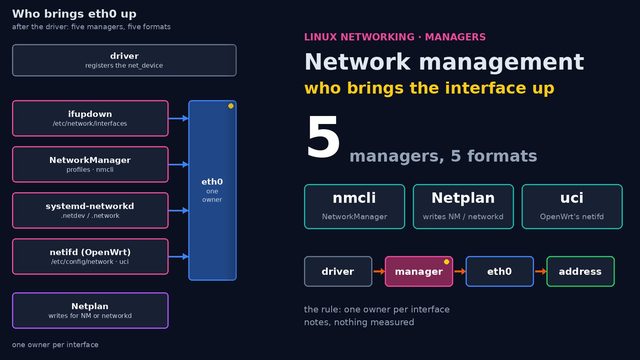 Who brings eth0 up
after the driver: five managers, five formats
driver
registers the net_device
ifupdown
/etc/network/interfaces
NetworkManager
profiles · nmcli
systemd-networkd
.netdev / .network
netifd (OpenWrt)
/etc/config/network · uci
Netplan
writes for NM or networkd
eth0
one
owner
one owner per interface
LINUX NETWORKING · MANAGERS
Network management
who brings the interface up
5 managers, 5 formats
nmcli
NetworkManager
Netplan
writes NM / networkd
uci
OpenWrt's netifd
driver
manager
eth0
address
the rule: one owner per interface
notes, nothing measured